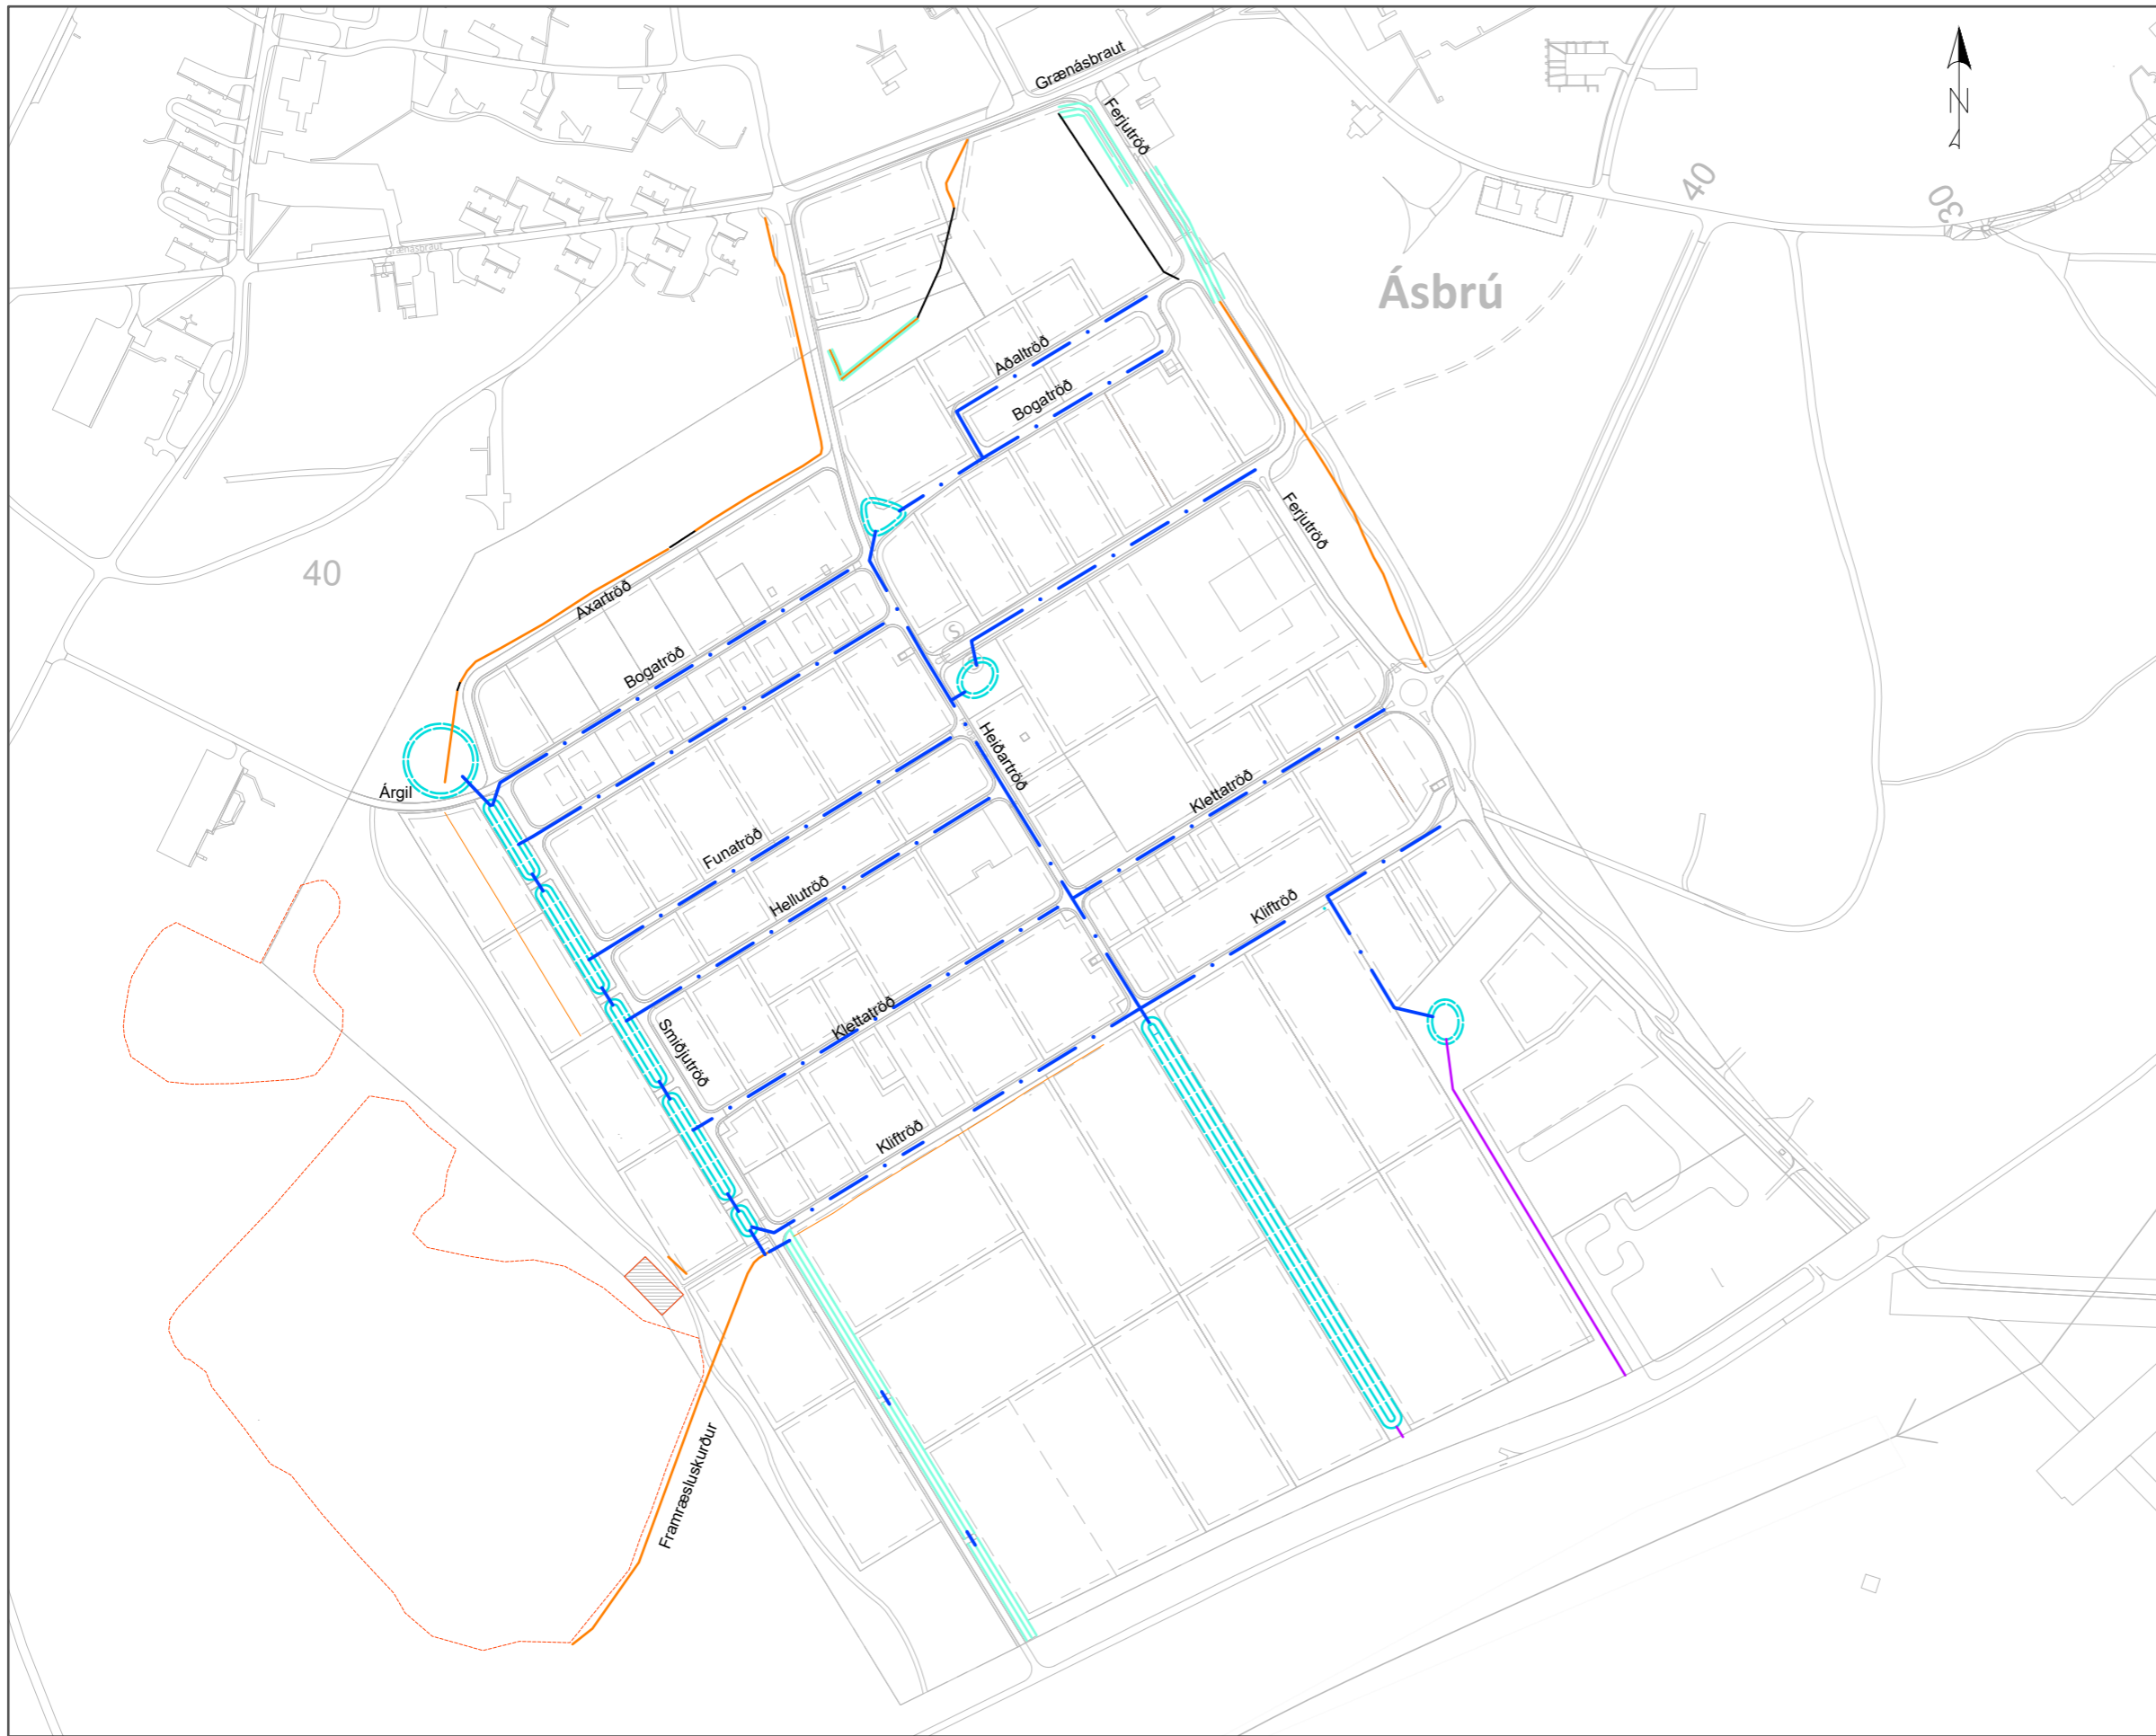 Grænásbraut
Ferjutröð
N
40
30
Grænásbraut
Ásbrú
Aðaltröð
Bogatröð
Ferjutröð
40
Axartröð
S
Bogatröð
Heiðartröð
Árgil
Klettatröð
Funatröð
Hellutröð
Kliftröð
Klettatröð
Smiðjutröð
Kliftröð
Framræsluskurður